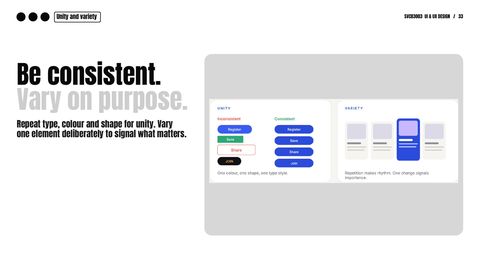 Unity and variety
SVCD3003 UI & UX DESIGN / 33
Be consistent.
Vary on purpose.
Repeat type, colour and shape for unity. Vary
one element deliberately to signal what matters.
UNITY
Inconsistent
Consistent
Register
Save
Share
JOIN
Register
Save
Share
Join
One colour, one shape, one type style.
VARIETY
Repetition makes rhythm. One change signals
importance.